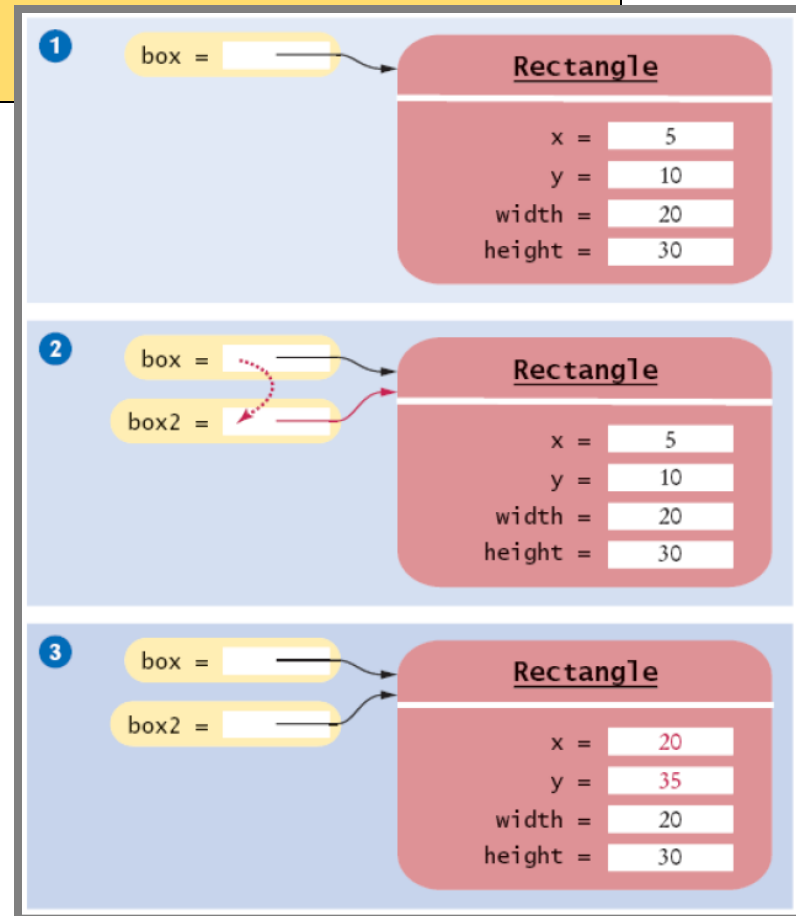 1
box =
Rectangle
x = 5
y = 10
width = 20
height = 30
2
box =
box2 =
Rectangle
x = 5
y = 10
width = 20
height = 30
3
box =
box2 =
Rectangle
x = 20
y = 35
width = 20
height = 30